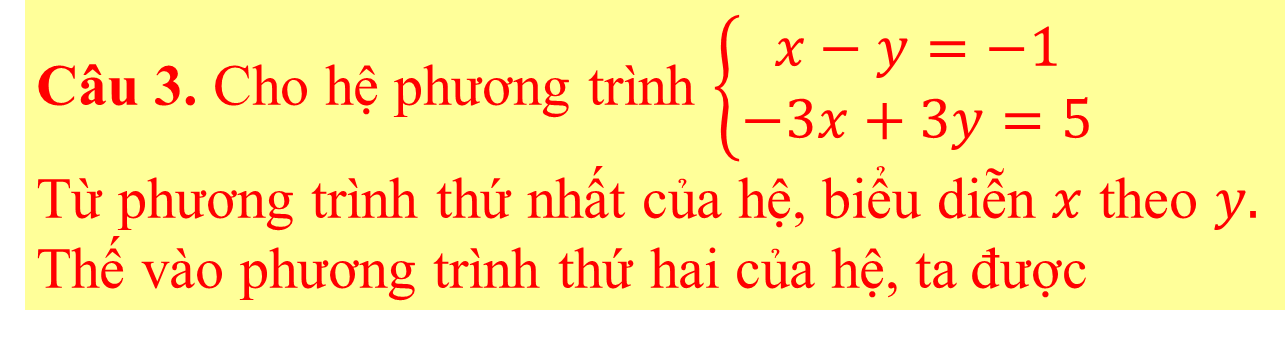 Câu 3. Cho hệ phương trình { x − y = −1
−3x + 3y = 5
Từ phương trình thứ nhất của hệ, biểu diễn x theo y.
Thế vào phương trình thứ hai của hệ, ta được